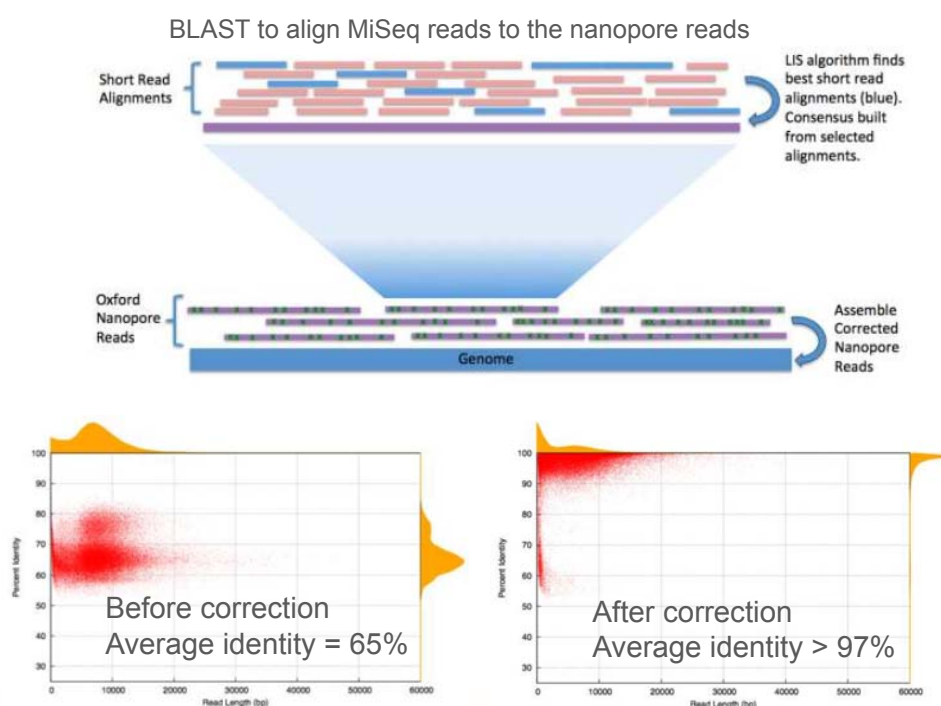 BLAST to align MiSeq reads to the nanopore reads
Short Read
Alignments
LIS algorithm finds
best short read
alignments (blue).
Consensus built
from selected
alignments.
Oxford
Nanopore
Reads
Genome
Assemble
Corrected
Nanopore
Reads
100
90
80
70
60
50
40
30
Percent Identity
Before correction
Average identity = 65%
0 10000 20000 30000 40000 50000 60000
Read Length (bp)
100
90
80
70
60
50
40
30
Percent Identity
After correction
Average identity > 97%
0 10000 20000 30000 40000 50000 60000
Read Length (bp)